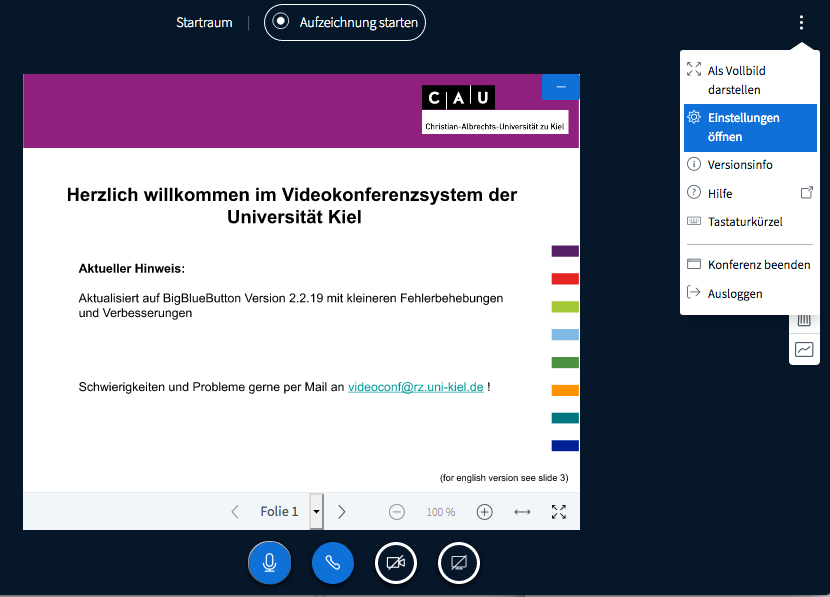 Startraum
Aufzeichnung starten
Als Vollbild
darstellen
Einstellungen
öffnen
Versionsinfo
Hilfe
Tastaturkürzel
Konferenz beenden
Ausloggen
C A U
Christian-Albrechts-Universität zu Kiel
Herzlich willkommen im Videokonferenzsystem der
Universität Kiel
Aktueller Hinweis:
Aktualisiert auf BigBlueButton Version 2.2.19 mit kleineren Fehlerbehebungen
und Verbesserungen
Schwierigkeiten und Probleme gerne per Mail an videoconf@rz.uni-kiel.de !
(for english version see slide 3)
Folie 1
100 %